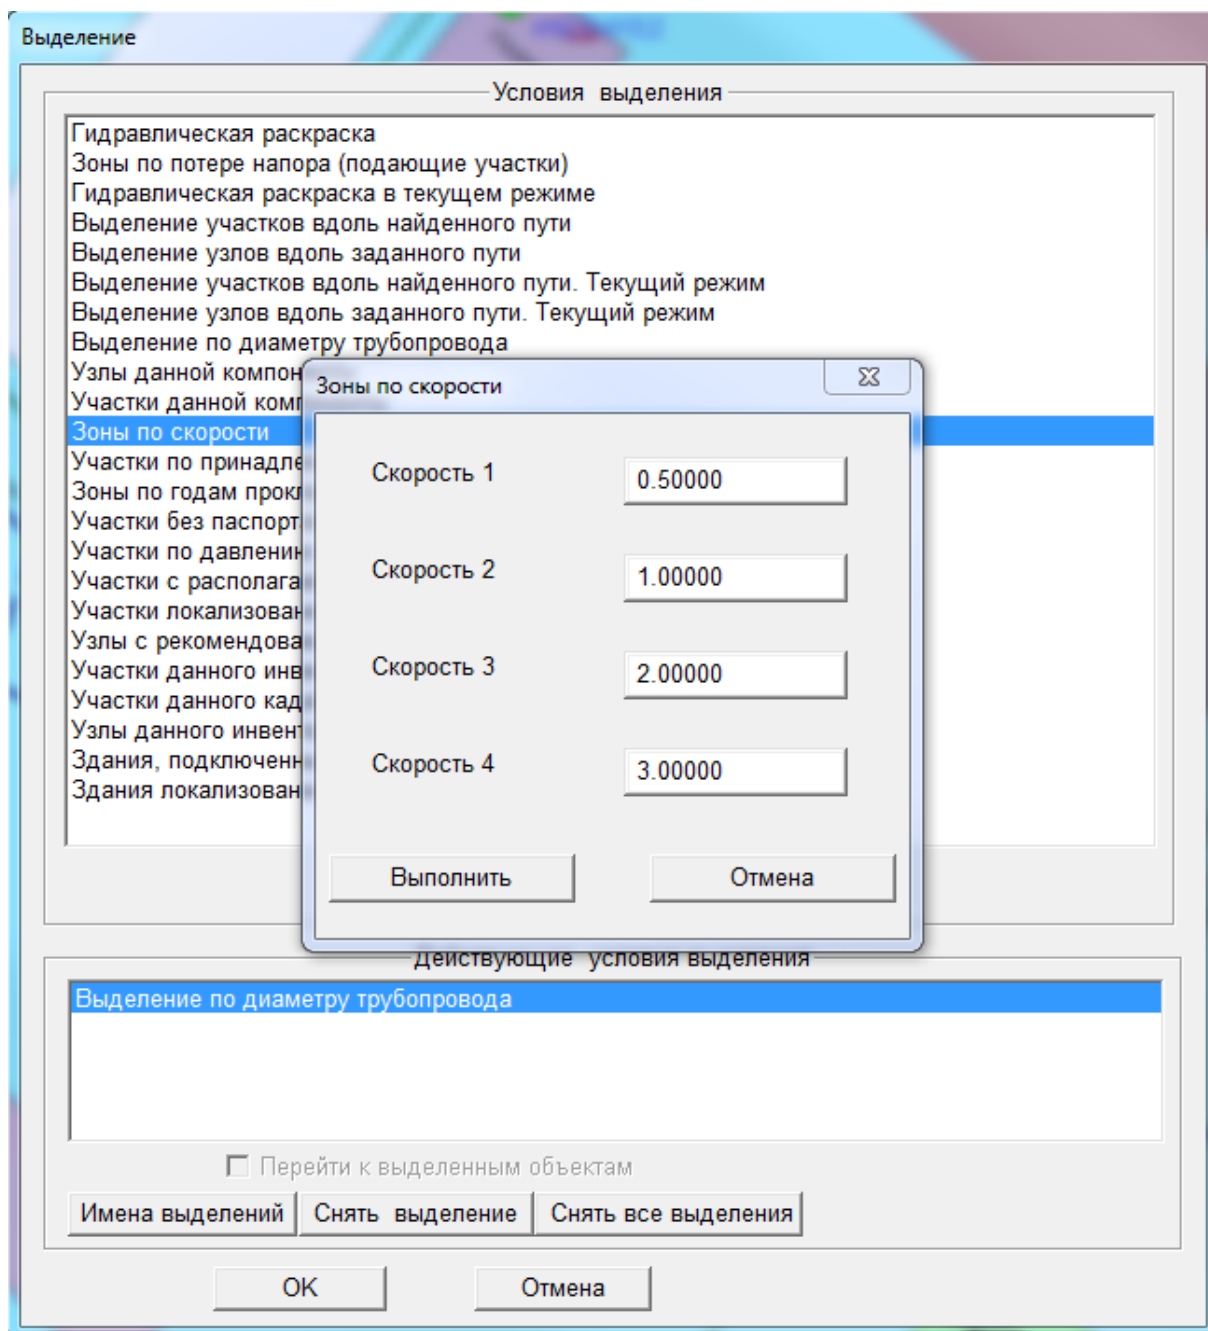 Выделение
Условия выделения
Гидравлическая раскраска
Зоны по потере напора (подающие участки)
Гидравлическая раскраска в текущем режиме
Выделение участков вдоль найденного пути
Выделение узлов вдоль заданного пути
Выделение участков вдоль найденного пути. Текущий режим
Выделение узлов вдоль заданного пути. Текущий режим
Выделение по диаметру трубопровода
Узлы данной
Участки данной
Зоны по скорости
Участки по
Зоны по годам
Участки без
Участки по
Участки с
Участки
Узлы с
Участки данного
Участки данного
Узлы данного
Здания,
Здания
Зоны по скорости
Скорость 1
0.50000
Скорость 2
1.00000
Скорость 3
2.00000
Скорость 4
3.00000
Выполнить
Отмена
Действующие условия выделения
Выделение по диаметру трубопровода
Перейти к выделенным объектам
Имена выделений
Снять выделение
Снять все выделения
OK
Отмена